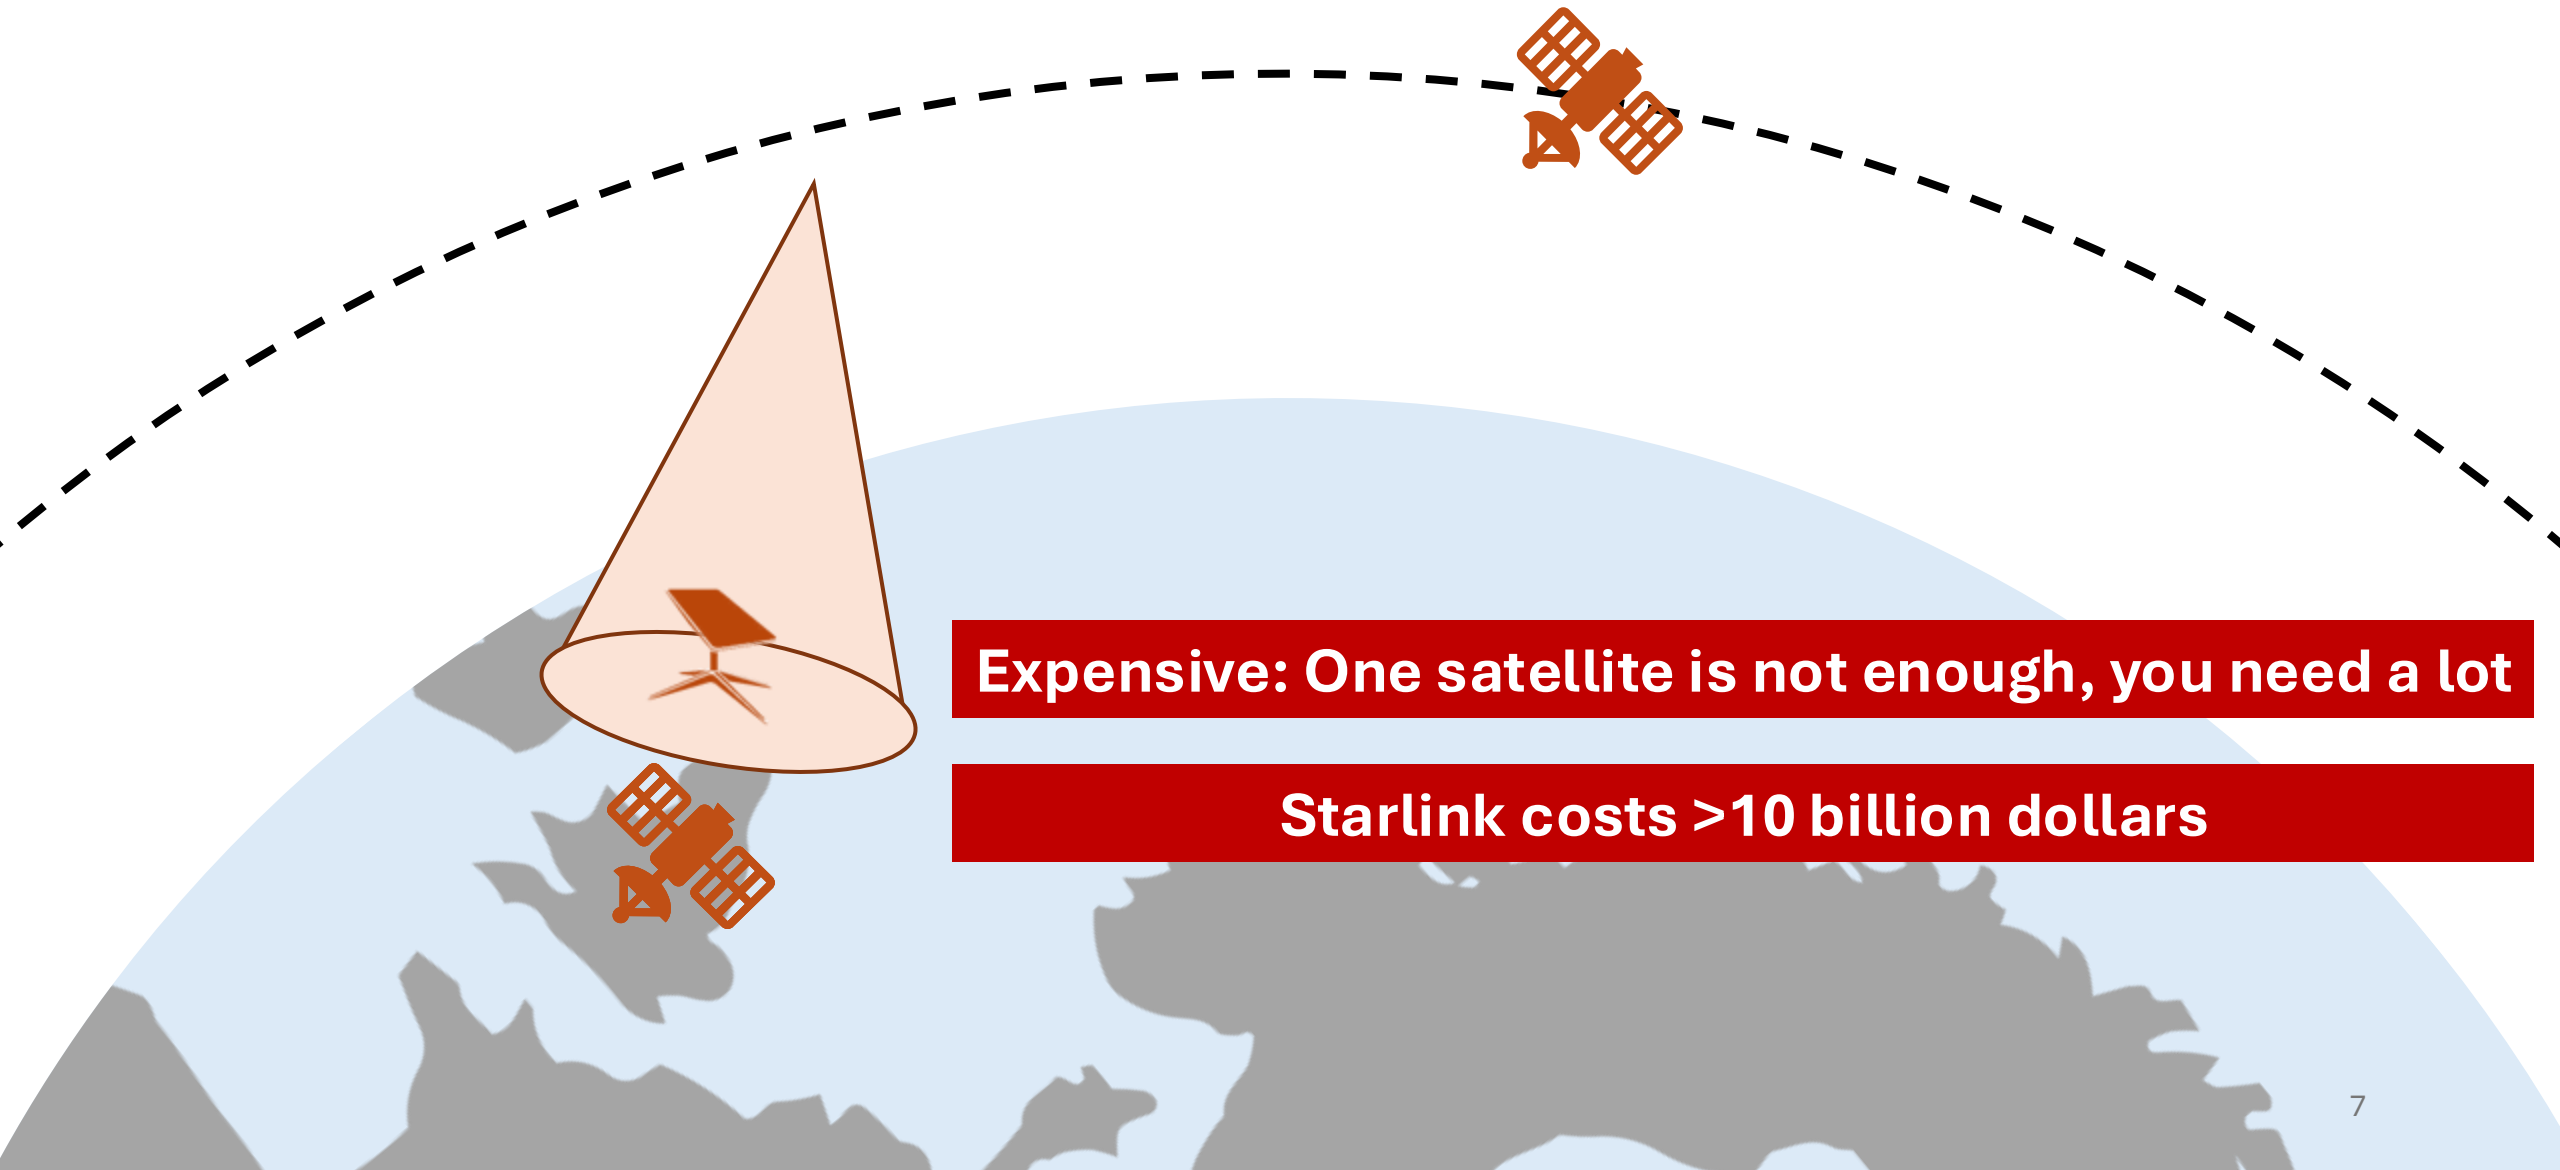 Expensive: One satellite is not enough, you need a lot
Starlink costs >10 billion dollars
7